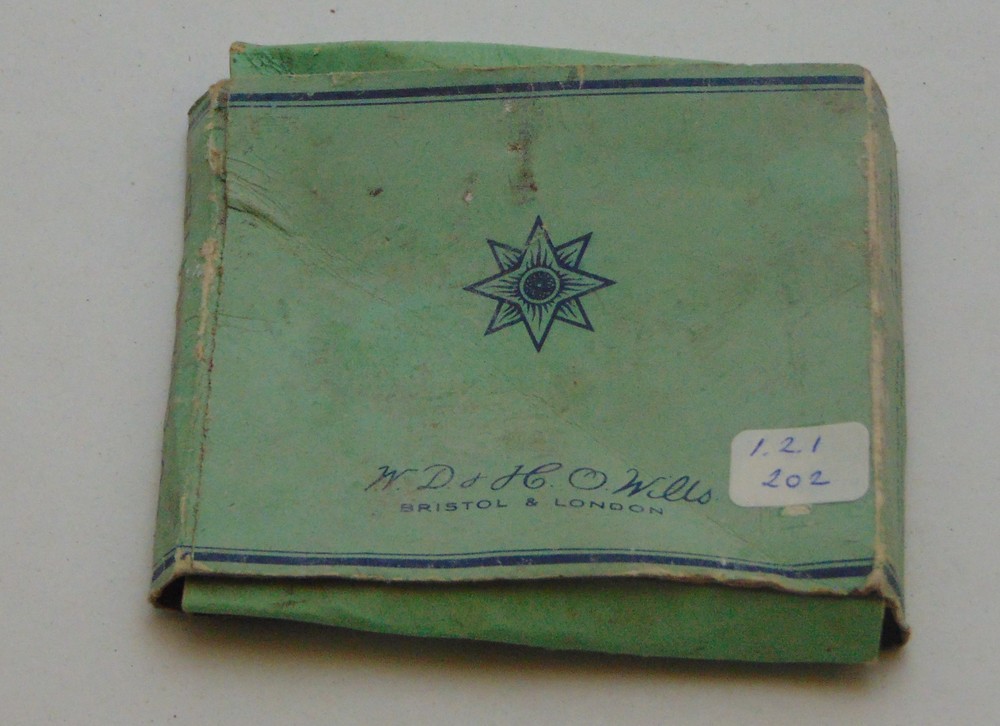 W. D. & H. O. Wills
BRISTOL & LONDON
1.2.1
202